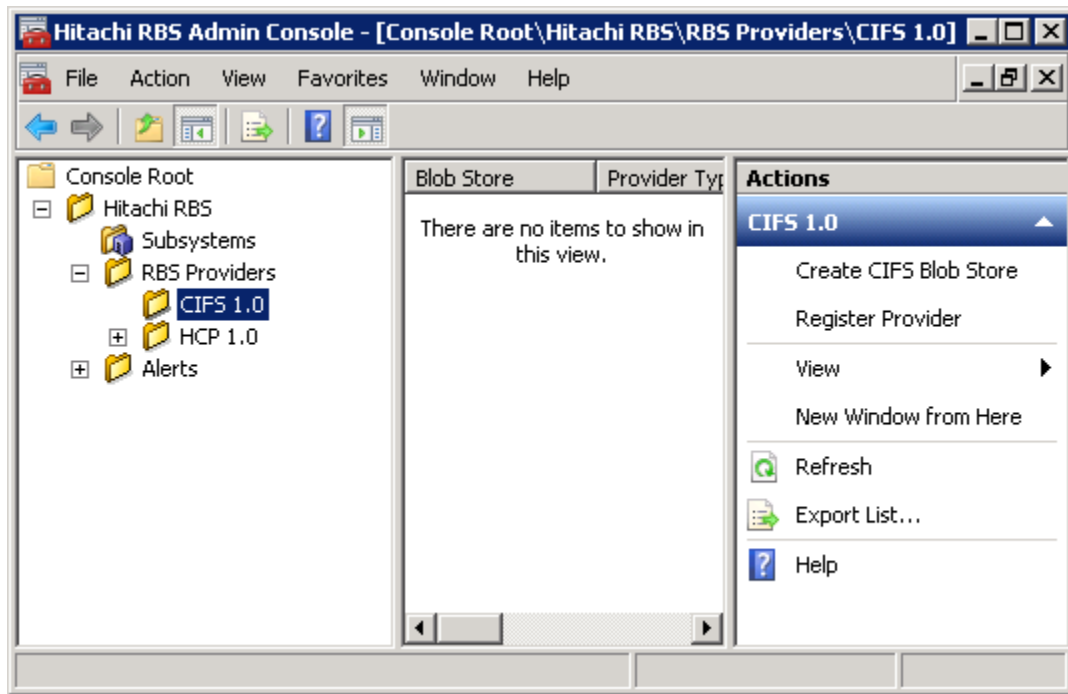 Hitachi RBS Admin Console - [Console Root\Hitachi RBS\RBS Providers\CIFS 1.0]
File Action View Favorites Window Help
Console Root
Hitachi RBS
Subsystems
RBS Providers
CIFS 1.0
HCP 1.0
Alerts
Blob Store Provider Typ
There are no items to show in
this view.
Actions
CIFS 1.0
Create CIFS Blob Store
Register Provider
View
New Window from Here
Refresh
Export List...
Help